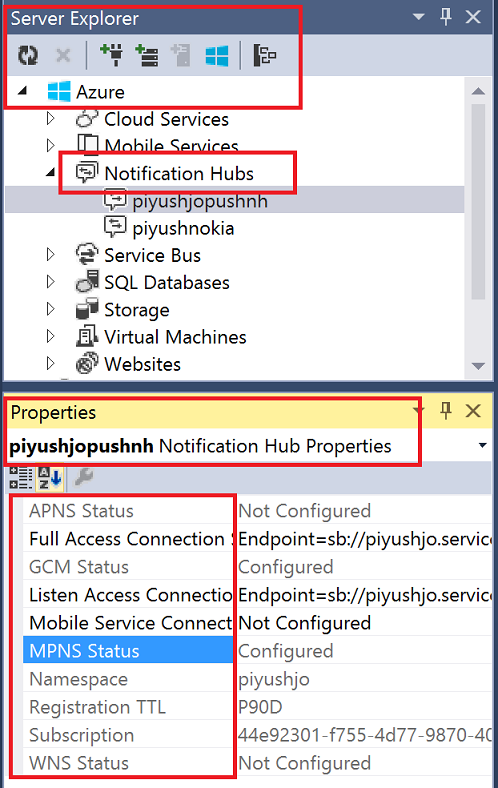 Server Explorer
Azure
Cloud Services
Mobile Services
Notification Hubs
piyushjopushnh
piyushnokia
Service Bus
SQL Databases
Storage
Virtual Machines
Websites
Properties
piyushjopushnh Notification Hub Properties
APNS Status Not Configured
Full Access Connection S Endpoint=sb://piyushjo.service
GCM Status Configured
Listen Access Connectio Endpoint=sb://piyushjo.service
Mobile Service Connect Not Configured
MPNS Status Configured
Namespace piyushjo
Registration TTL P90D
Subscription 44e92301-f755-4d77-9870-40
WNS Status Not Configured